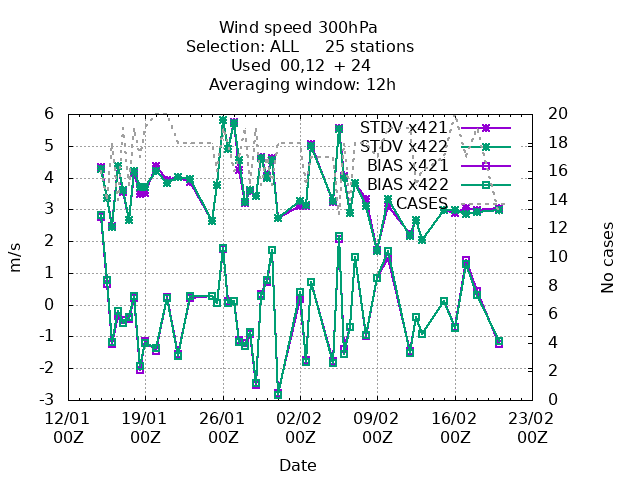 Wind speed 300hPa
Selection: ALL 25 stations
Used 00,12 + 24
Averaging window: 12h
6 20
5 18
4 16
3 14
2 12
1 10
0 8
-1 6
-2 4
-3 2
0
m/s
No cases
STDV x421
STDV x422
BIAS x421
BIAS x422
CASES
12/01 19/01 26/01 02/02 09/02 16/02 23/02
00Z 00Z 00Z 00Z 00Z 00Z 00Z
Date